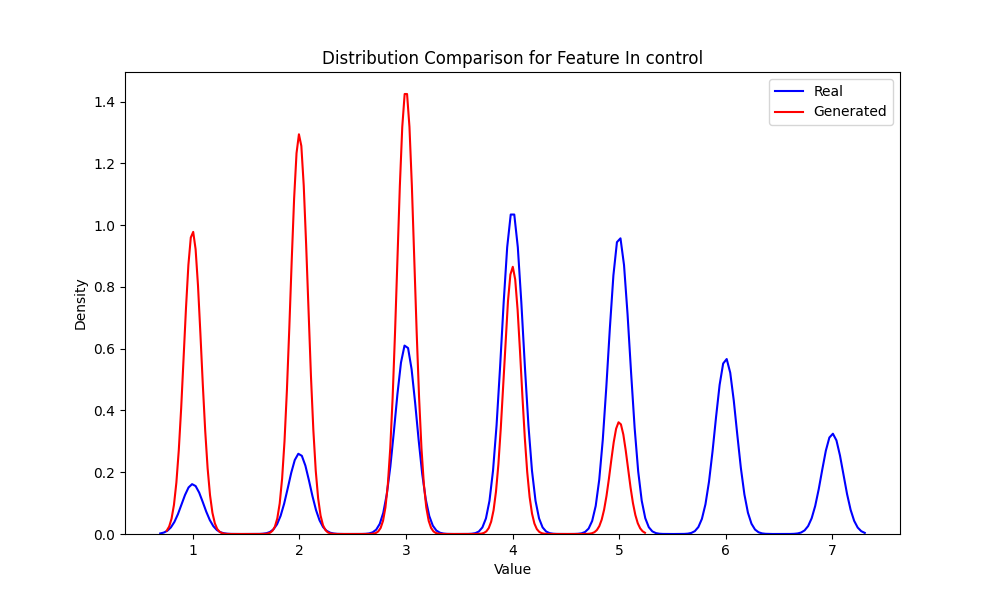 Distribution Comparison for Feature In control
Real
Generated
Density
1.4
1.2
1.0
0.8
0.6
0.4
0.2
0.0
1 2 3 4 5 6 7
Value